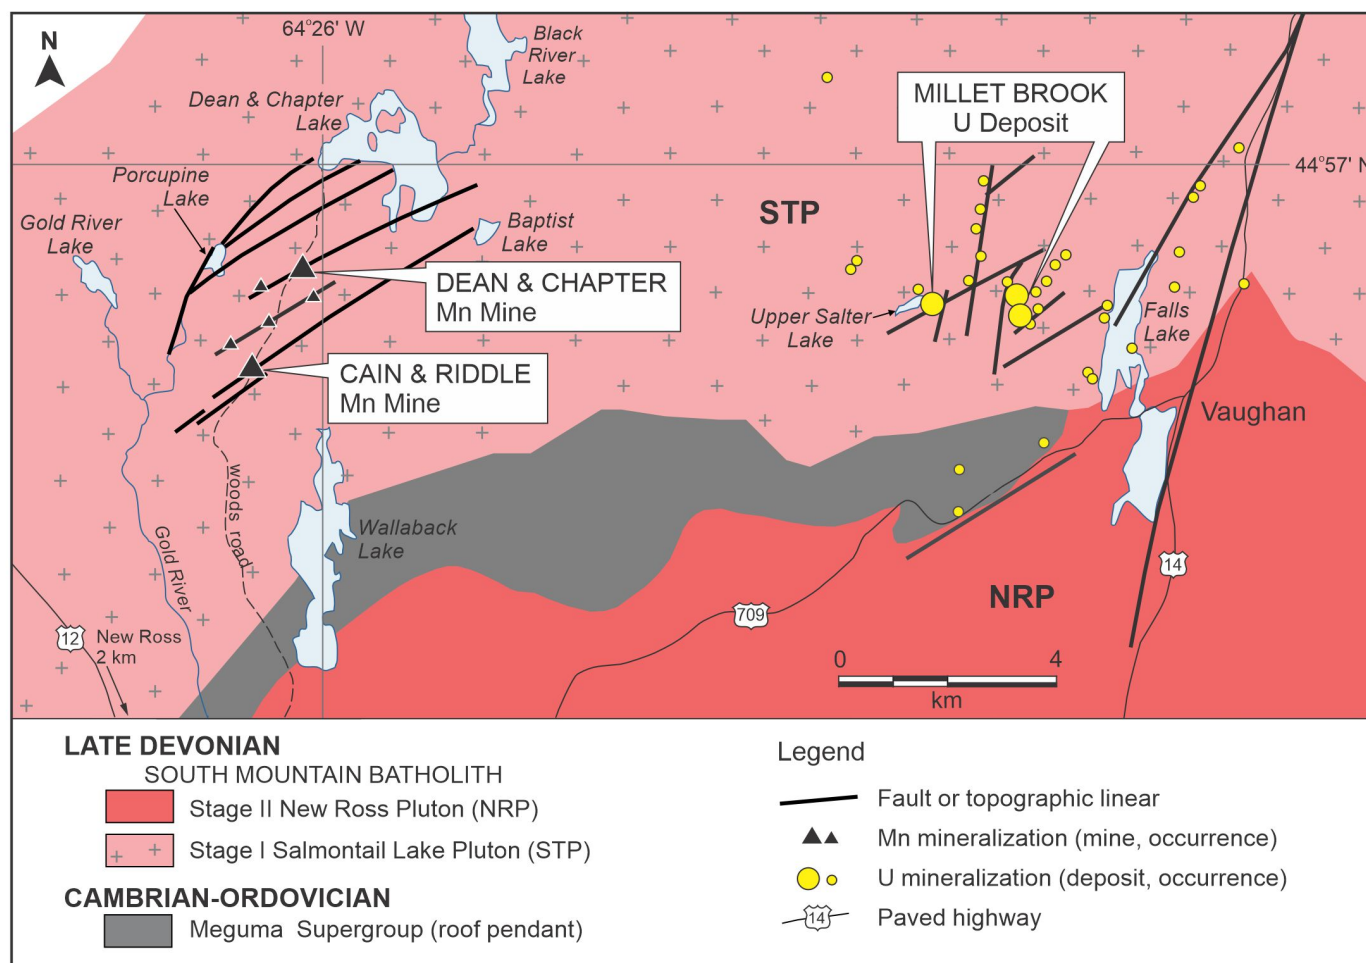 N
64°26' W
Black
River
Lake
Dean & Chapter
Lake
MILLET BROOK
U Deposit
44°57' N
Porcupine
Lake
Gold River
Lake
STP
Baptist
Lake
DEAN & CHAPTER
Mn Mine
Upper Salter
Lake
Falls
Lake
CAIN & RIDDLE
Mn Mine
Vaughan
woods road
Wallaback
Lake
Gold River
14
NRP
709
12
New Ross
2 km
0 4
km
LATE DEVONIAN
SOUTH MOUNTAIN BATHOLITH
Stage II New Ross Pluton (NRP)
Stage I Salmontail Lake Pluton (STP)
CAMBRIAN-ORDOVICIAN
Meguma Supergroup (roof pendant)
Legend
Fault or topographic linear
Mn mineralization (mine, occurrence)
U mineralization (deposit, occurrence)
14 Paved highway